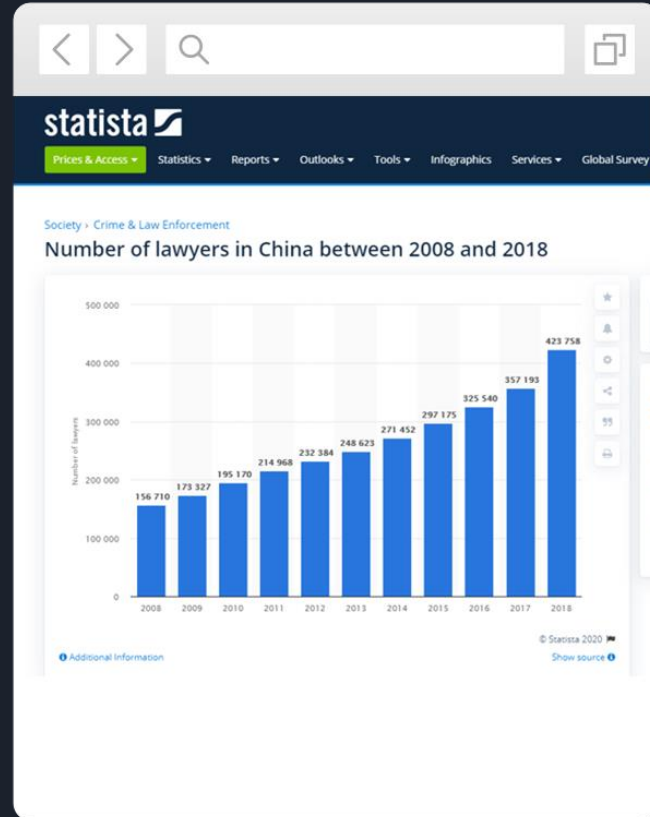 statista
Prices & Access Statistics Reports Outlooks Tools Infographics Services Global Survey
Society › Crime & Law Enforcement
Number of lawyers in China between 2008 and 2018
500 000
400 000
300 000
200 000
100 000
0
Number of lawyers
156 710
173 327
195 170
214 968
232 384
248 623
271 452
297 175
325 540
357 193
423 758
2008 2009 2010 2011 2012 2013 2014 2015 2016 2017 2018
© Statista 2020
Additional Information Show source